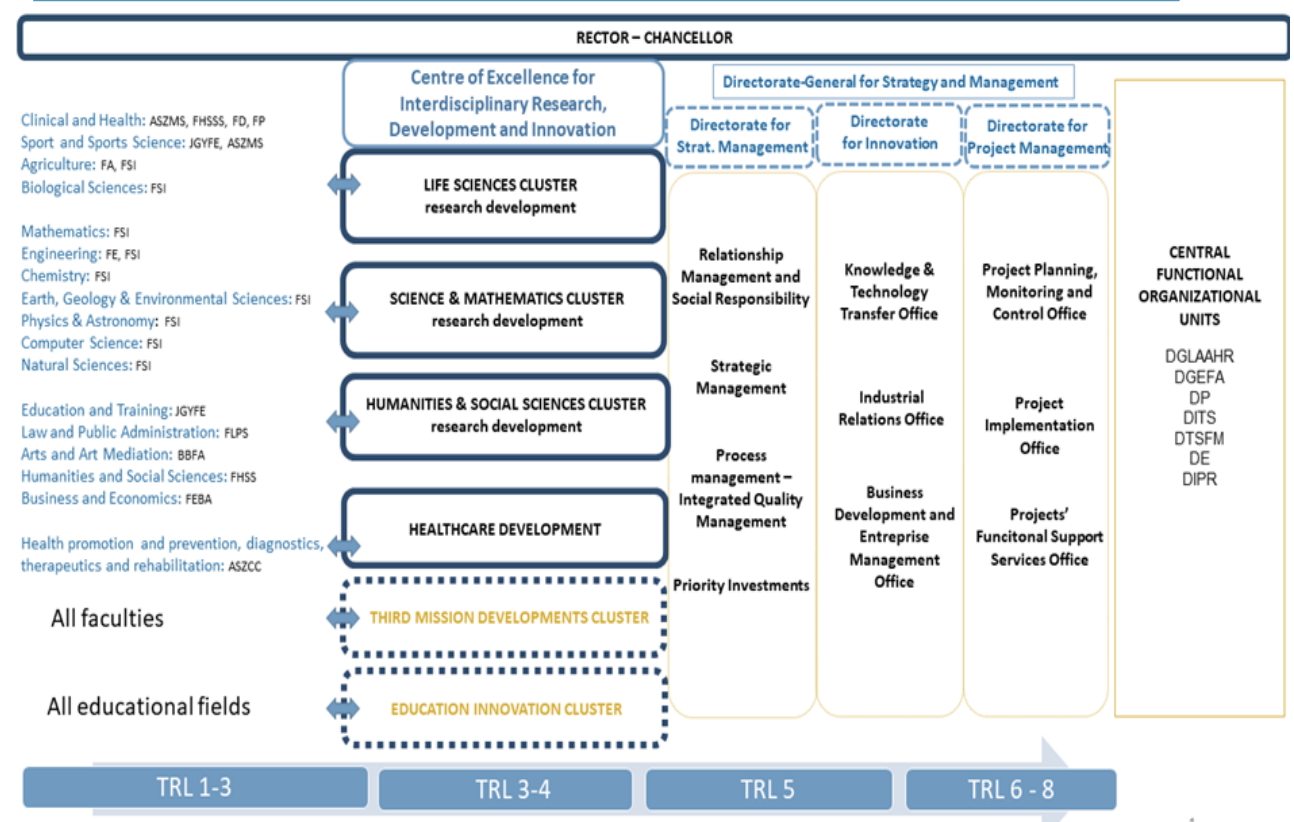 RECTOR – CHANCELLOR
Centre of Excellence for
Interdisciplinary Research,
Development and Innovation
Directorate-General for Strategy and Management
Directorate for
Strat. Management
Directorate
for Innovation
Directorate for
Project Management
Clinical and Health: ASZMS, FHSSS, FD, FP
Sport and Sports Science: JGYFE, ASZMS
Agriculture: FA, FSI
Biological Sciences: FSI
Mathematics: FSI
Engineering: FE, FSI
Chemistry: FSI
Earth, Geology & Environmental Sciences: FSI
Physics & Astronomy: FSI
Computer Science: FSI
Natural Sciences: FSI
Education and Training: JGYFE
Law and Public Administration: FLPS
Arts and Art Mediation: BBFA
Humanities and Social Sciences: FHSS
Business and Economics: FEBA
Health promotion and prevention, diagnostics,
therapeutics and rehabilitation: ASZCC
All faculties
All educational fields
LIFE SCIENCES CLUSTER
research development
SCIENCE & MATHEMATICS CLUSTER
research development
HUMANITIES & SOCIAL SCIENCES CLUSTER
research development
HEALTHCARE DEVELOPMENT
THIRD MISSION DEVELOPMENTS CLUSTER
EDUCATION INNOVATION CLUSTER
Relationship
Management and
Social Responsibility
Strategic
Management
Process
management –
Integrated Quality
Management
Priority Investments
Knowledge &
Technology
Transfer Office
Industrial
Relations Office
Business
Development and
Entreprise
Management
Office
Project Planning,
Monitoring and
Control Office
Project
Implementation
Office
Projects'
Funcitonal Support
Services Office
CENTRAL
FUNCTIONAL
ORGANIZATIONAL
UNITS
DGLAAHR
DGEFA
DP
DITS
DTSFM
DE
DIPR
TRL 1-3
TRL 3-4
TRL 5
TRL 6 - 8